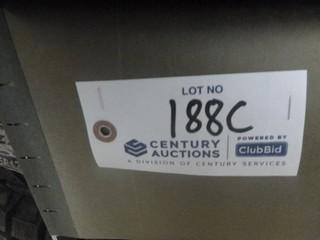 LOT NO
188C
CENTURY AUCTIONS
POWERED BY
ClubBid
A DIVISION OF CENTURY SERVICES